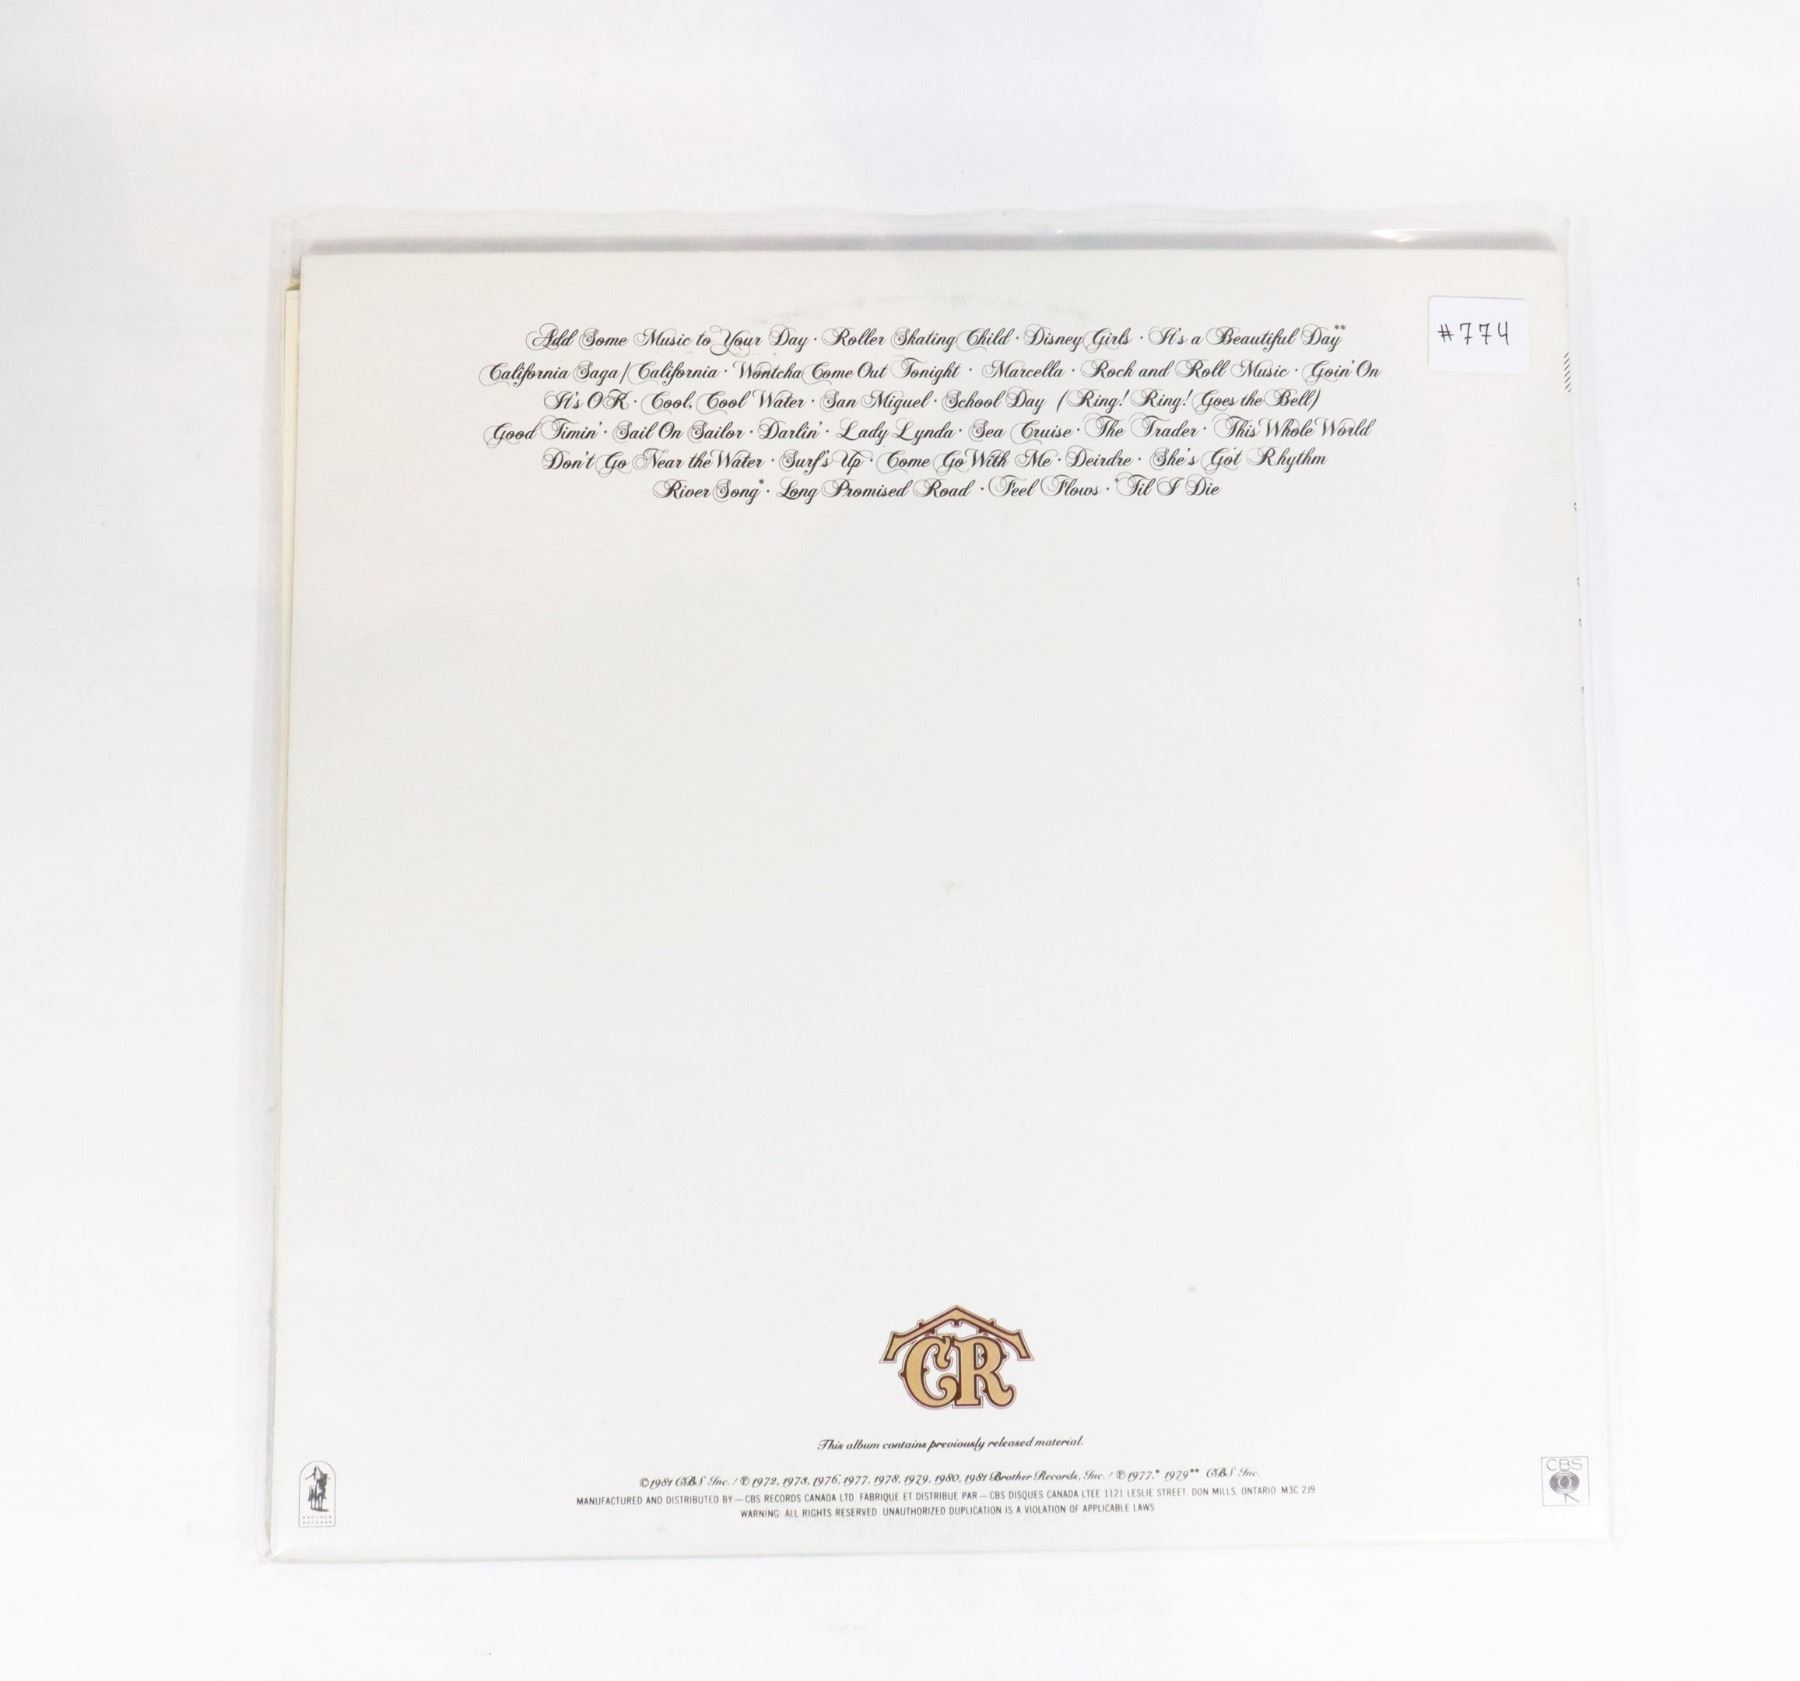 Add Some Music to Your Day · Roller Skating Child · Disney Girls · It's a Beautiful Day**
#774
California Saga/California · Wontcha Come Out Tonight · Marcella · Rock and Roll Music · Goin' On
It's OK · Cool, Cool Water · San Miguel · School Day (Ring! Ring! Goes the Bell)
Good Timin' · Sail On Sailor · Darlin' · Lady Lynda · Sea Cruise · The Trader · This Whole World
Don't Go Near the Water · Surf's Up · Come Go With Me · Deirdre · She's Got Rhythm
River Song* · Long Promised Road · Feel Flows · 'Til I Die
CR
This album contains previously released material.
©1981 CBS Inc. / ℗1972, 1973, 1976, 1977, 1978, 1979, 1980, 1981 Brother Records, Inc. / ℗1977,* 1979** CBS Inc.
MANUFACTURED AND DISTRIBUTED BY — CBS RECORDS CANADA LTD. FABRIQUE ET DISTRIBUE PAR — CBS DISQUES CANADA LTEE 1121 LESLIE STREET, DON MILLS, ONTARIO M3C 2J9
WARNING: ALL RIGHTS RESERVED. UNAUTHORIZED DUPLICATION IS A VIOLATION OF APPLICABLE LAWS
BROTHER
RECORDS
CBS